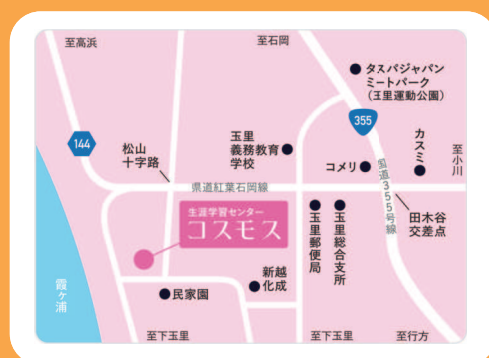 至高浜
至石岡
タスパジャパン
ミートパーク
(玉里運動公園)
355
144
松山
十字路
玉里
義務教育
学校
コメリ
カスミ
至小川
県道紅葉石岡線
国道355号線
生涯学習センター
コスモス
玉里郵便局
玉里総合支所
田木谷
交差点
霞ヶ浦
新越
化成
民家園
至下玉里
至下玉里
至行方